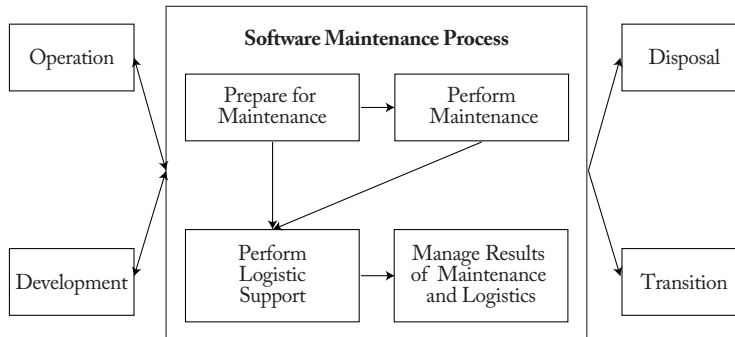 Software Maintenance Process
Operation
Disposal
Prepare for
Maintenance
Perform
Maintenance
Development
Perform
Logistic
Support
Manage Results
of Maintenance
and Logistics
Transition